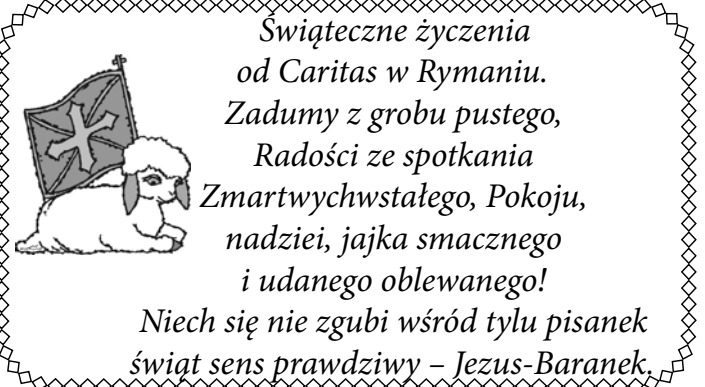 Świąteczne życzenia
od Caritas w Rymaniu.
Zadumy z grobu pustego,
Radości ze spotkania
Zmartwychwstałego, Pokoju,
nadziei, jajka smacznego
i udanego oblewanego!
Niech się nie zgubi wśród tylu pisanek
świąt sens prawdziwy – Jezus-Baranek.